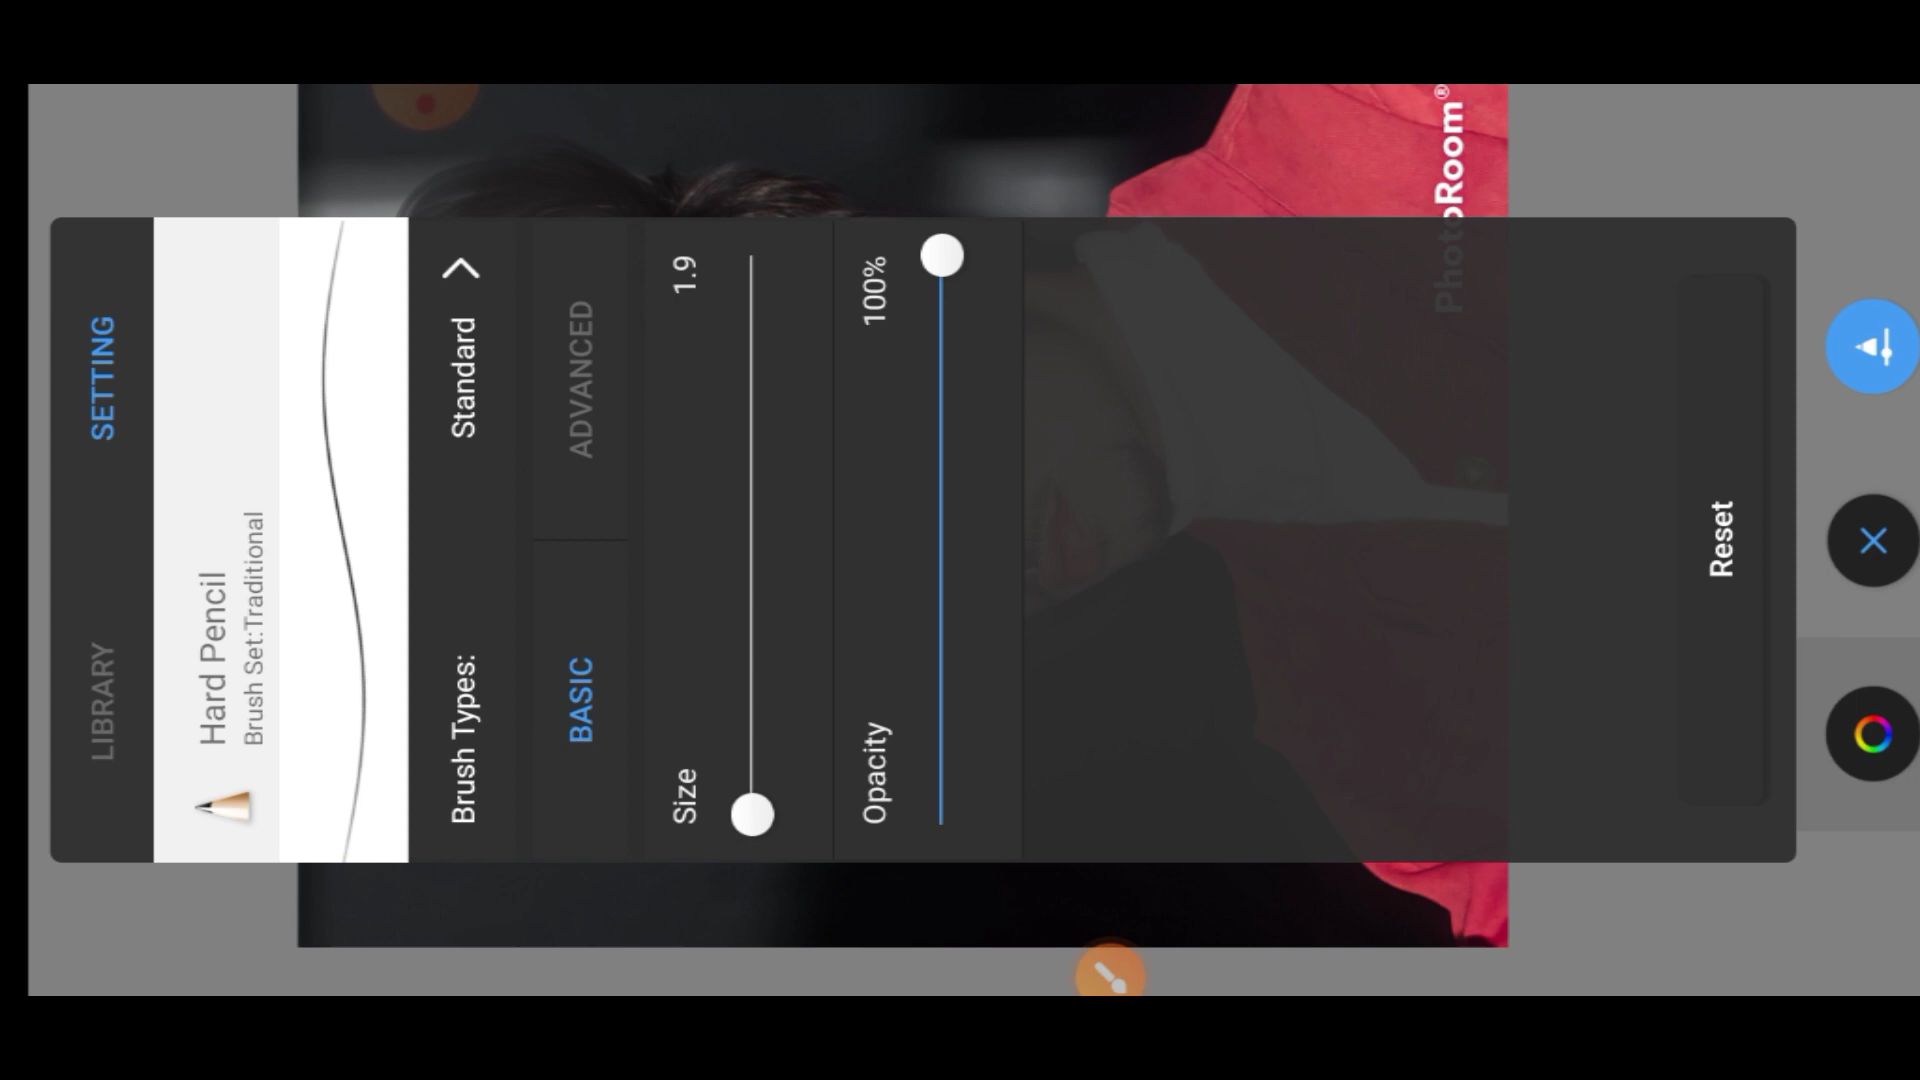 LIBRARY SETTING
Hard Pencil
Brush Set:Traditional
Brush Types: Standard
BASIC ADVANCED
Size 1.9
Opacity 100%
PhotoRoom®
Reset